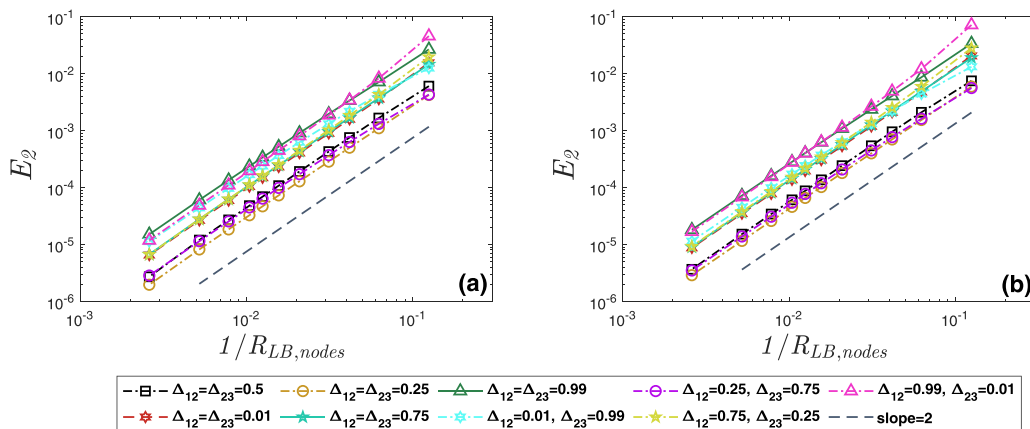 10⁻¹ 10⁻¹
10⁻² 10⁻²
10⁻³ 10⁻³
E₂ E₂
10⁻⁴ 10⁻⁴
10⁻⁵ 10⁻⁵
(a) (b)
10⁻⁶ 10⁻⁶
10⁻³ 10⁻² 10⁻¹ 10⁻³ 10⁻² 10⁻¹
1/R_LB,nodes 1/R_LB,nodes
Δ₁₂=Δ₂₃=0.5 Δ₁₂=Δ₂₃=0.25 Δ₁₂=Δ₂₃=0.99 Δ₁₂=0.25, Δ₂₃=0.75 Δ₁₂=0.99, Δ₂₃=0.01
Δ₁₂=Δ₂₃=0.01 Δ₁₂=Δ₂₃=0.75 Δ₁₂=0.01, Δ₂₃=0.99 Δ₁₂=0.75, Δ₂₃=0.25 slope=2